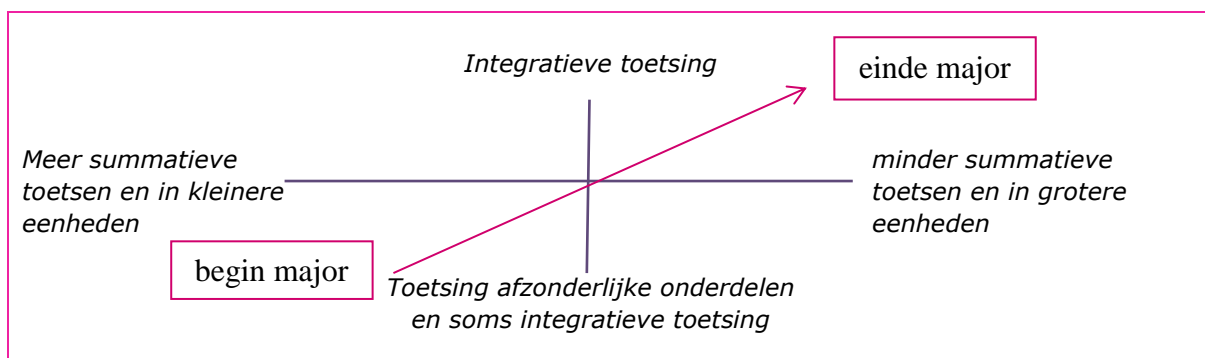 Integratieve toetsing
einde major
Meer summatieve
toetsen en in kleinere
eenheden
minder summatieve
toetsen en in grotere
eenheden
begin major
Toetsing afzonderlijke onderdelen
en soms integratieve toetsing